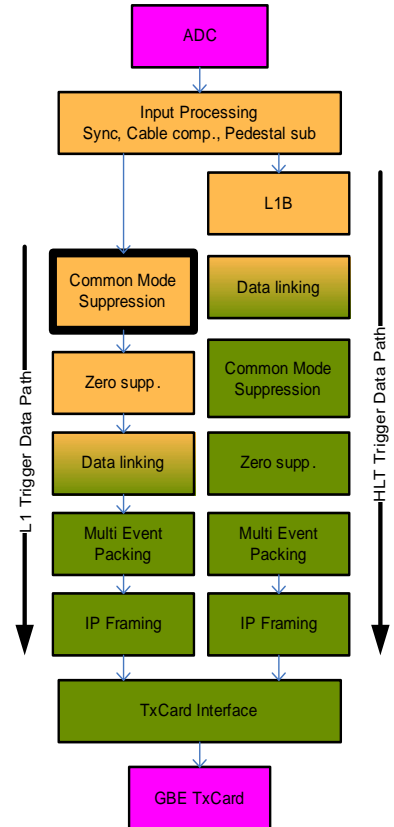 ADC
Input Processing
Sync, Cable comp., Pedestal sub
L1B
Common Mode
Suppression
Data linking
Zero supp.
Common Mode
Suppression
Data linking
Zero supp.
Multi Event
Packing
Multi Event
Packing
IP Framing
IP Framing
L1 Trigger Data Path
HLT Trigger Data Path
TxCard Interface
GBE TxCard